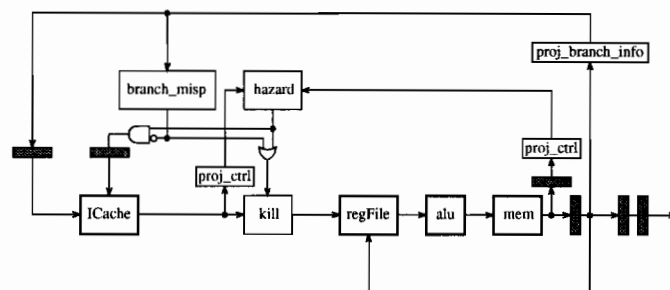 proj_branch_info
branch_misp
hazard
proj_ctrl
proj_ctrl
ICache
kill
regFile
alu
mem